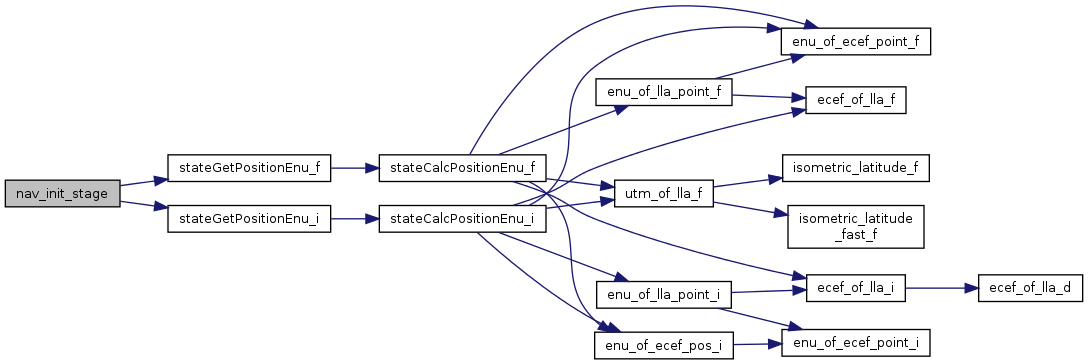 nav_init_stage
stateGetPositionEnu_f
stateGetPositionEnu_i
stateCalcPositionEnu_f
stateCalcPositionEnu_i
enu_of_lla_point_f
utm_of_lla_f
enu_of_lla_point_i
enu_of_ecef_pos_i
enu_of_ecef_point_f
ecef_of_lla_f
isometric_latitude_f
isometric_latitude
_fast_f
ecef_of_lla_i
enu_of_ecef_point_i
ecef_of_lla_d